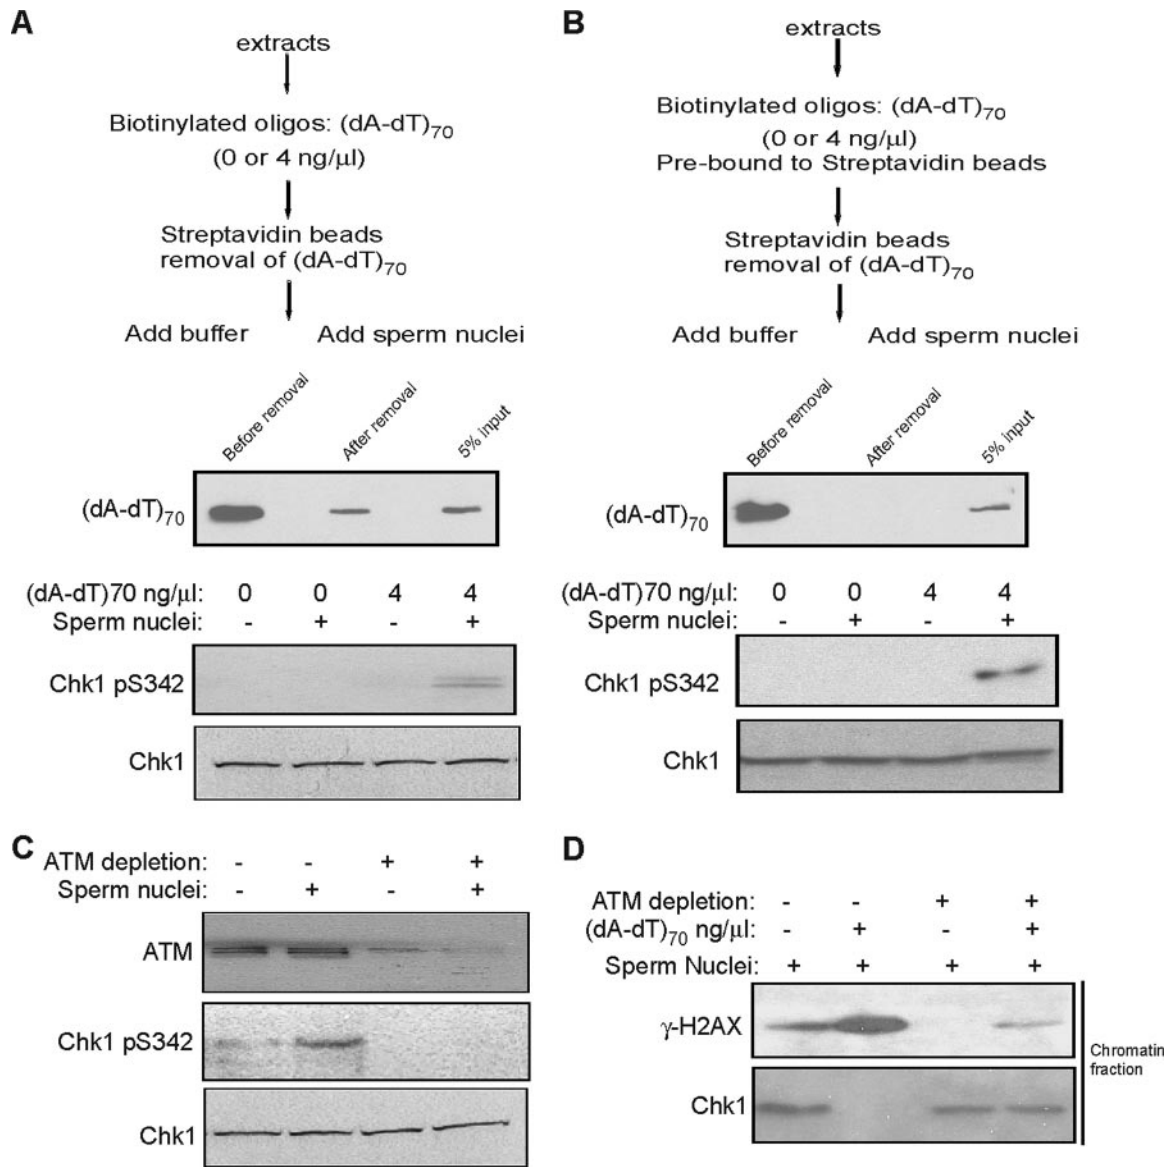 A
extracts
Biotinylated oligos: (dA-dT)70
(0 or 4 ng/μl)
Streptavidin beads
removal of (dA-dT)70
Add buffer Add sperm nuclei
Before removal After removal 5% input
(dA-dT)70
(dA-dT)70 ng/μl: 0 0 4 4
Sperm nuclei: - + - +
Chk1 pS342
Chk1
B
extracts
Biotinylated oligos: (dA-dT)70
(0 or 4 ng/μl)
Pre-bound to Streptavidin beads
Streptavidin beads
removal of (dA-dT)70
Add buffer Add sperm nuclei
Before removal After removal 5% input
(dA-dT)70
(dA-dT)70 ng/μl: 0 0 4 4
Sperm nuclei: - + - +
Chk1 pS342
Chk1
C
ATM depletion: - - + +
Sperm nuclei: - + - +
ATM
Chk1 pS342
Chk1
D
ATM depletion: - - + +
(dA-dT)70 ng/μl: - + - +
Sperm Nuclei: + + + +
γ-H2AX
Chk1
Chromatin
fraction